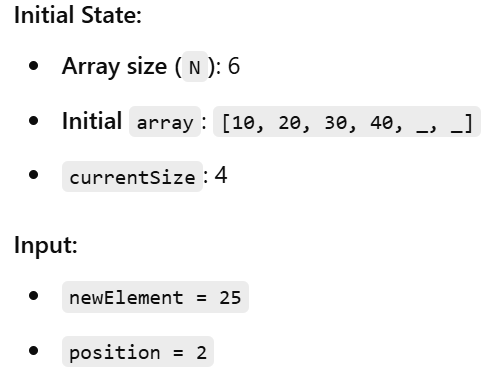 Initial State:
• Array size (N): 6
• Initial array: [10, 20, 30, 40, _, _]
• currentSize: 4
Input:
• newElement = 25
• position = 2